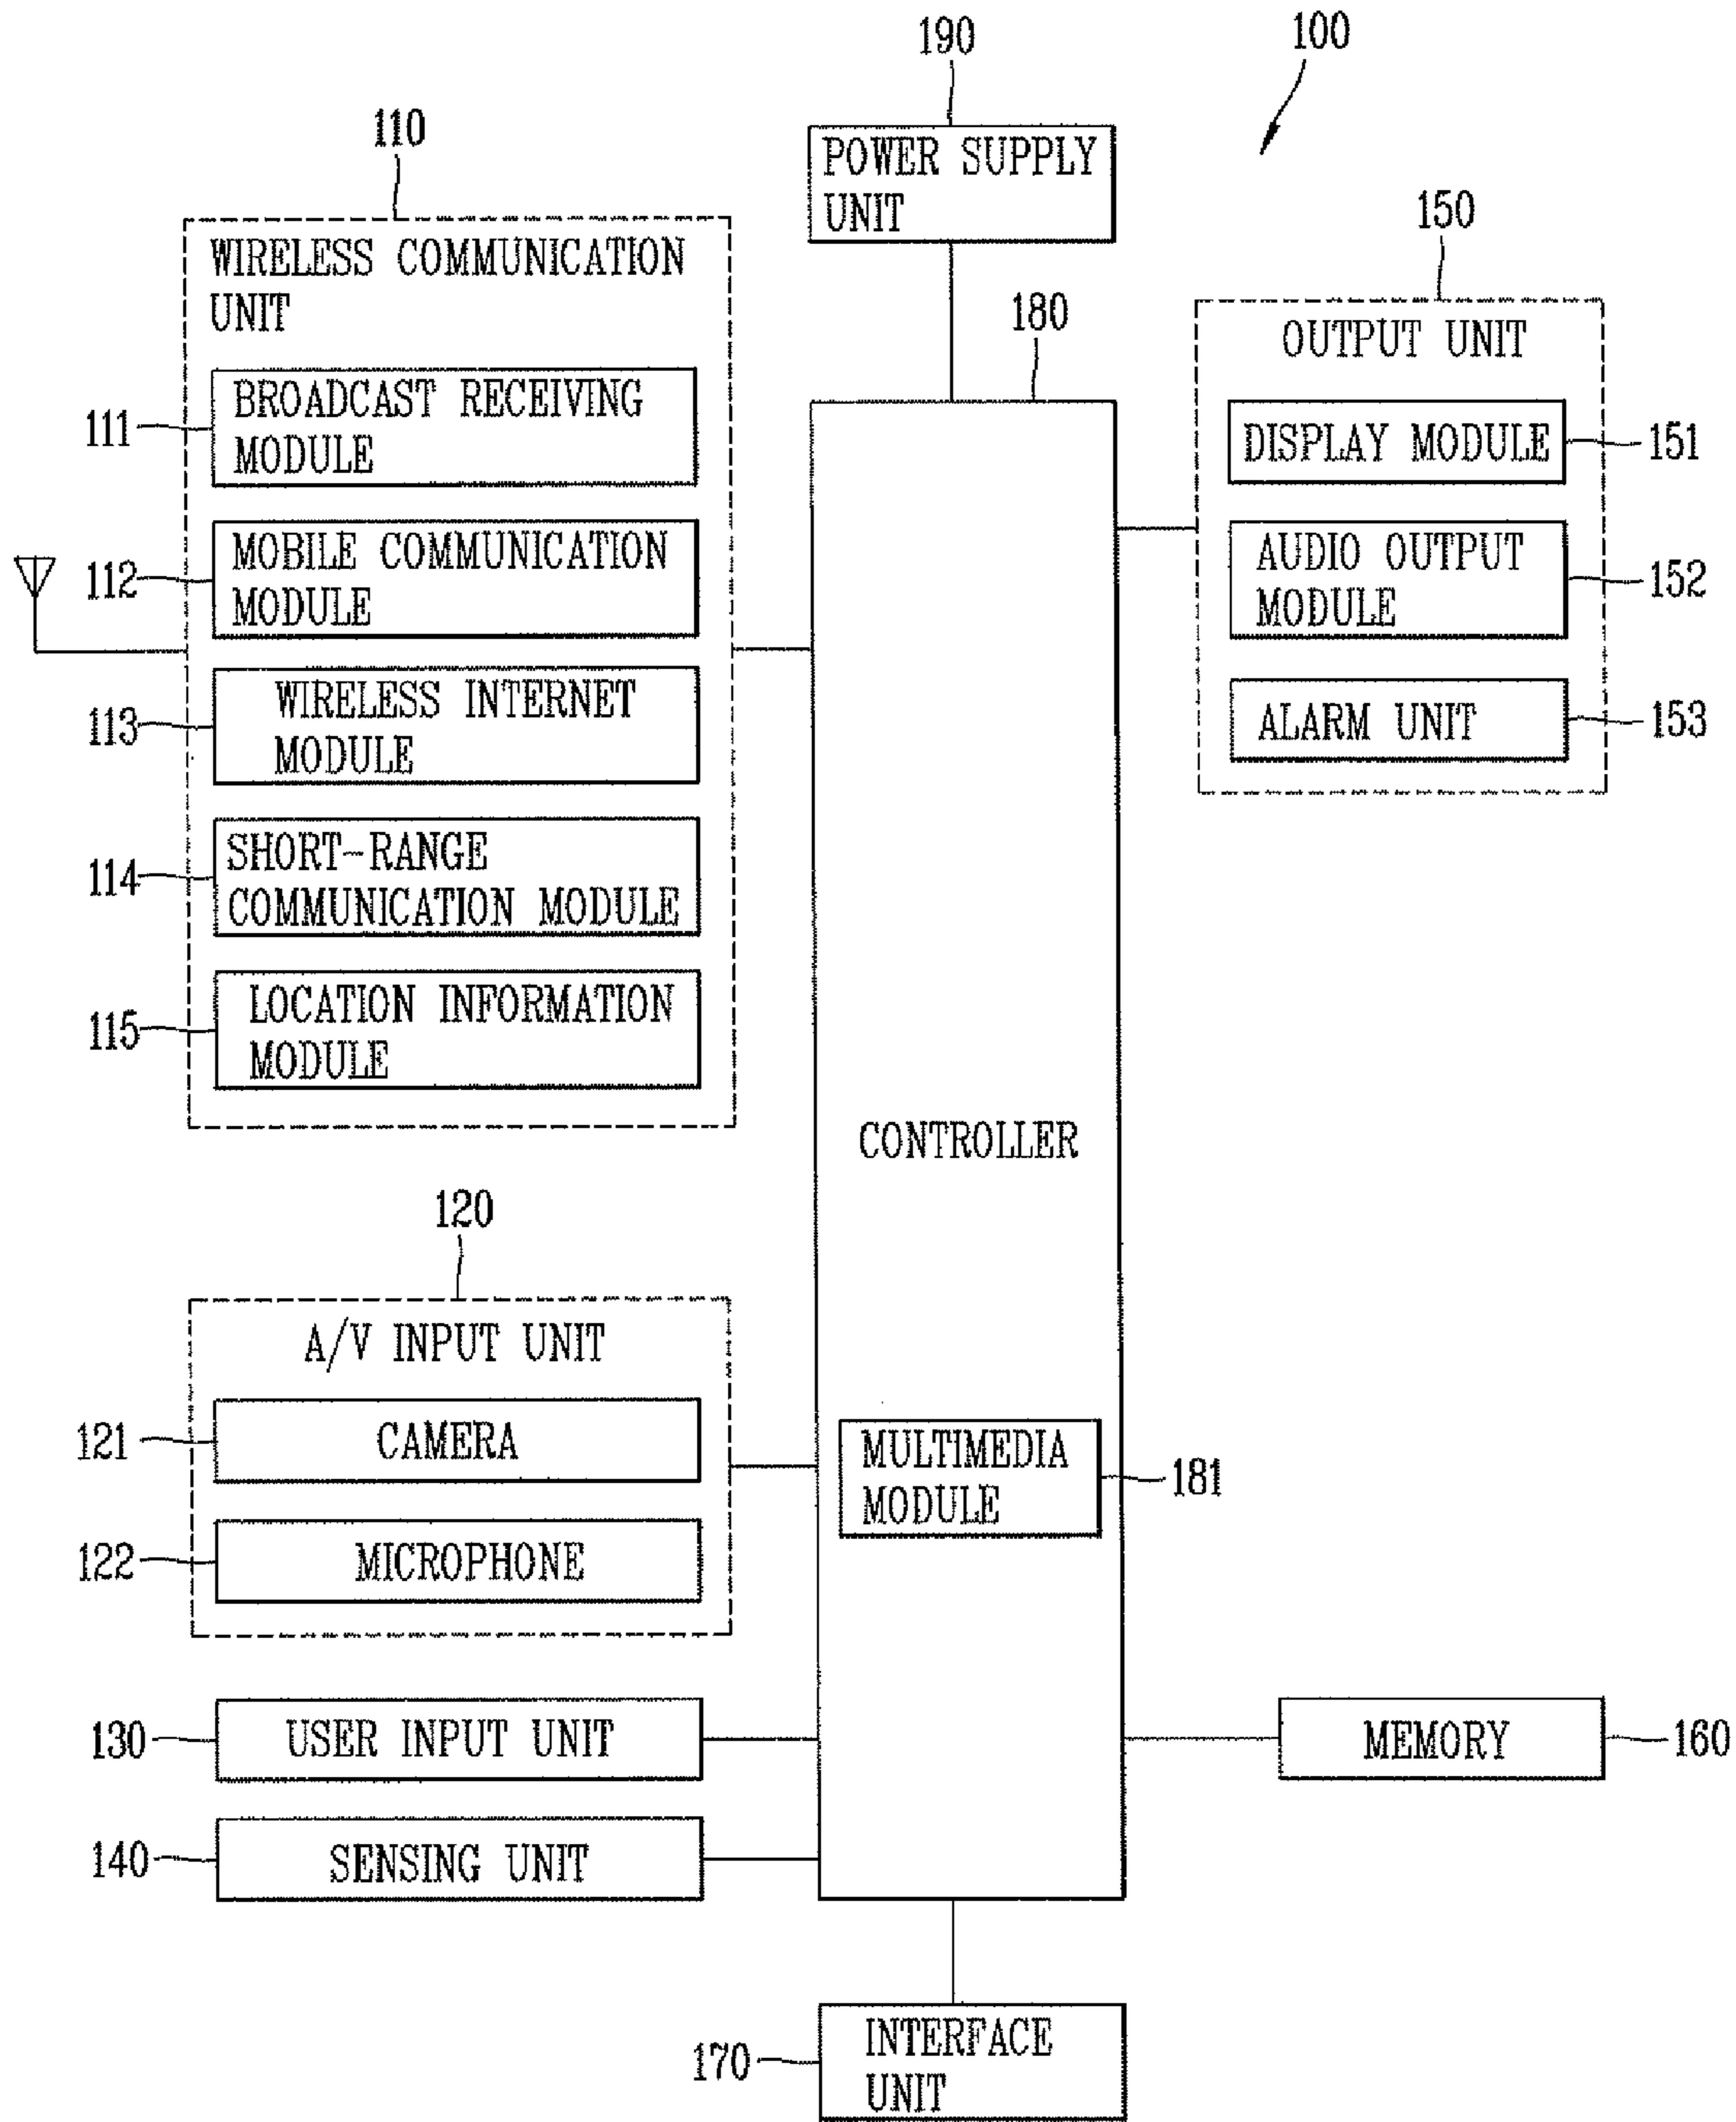 100
190
POWER SUPPLY
UNIT
110
WIRELESS COMMUNICATION
UNIT
111
BROADCAST RECEIVING
MODULE
112
MOBILE COMMUNICATION
MODULE
113
WIRELESS INTERNET
MODULE
114
SHORT-RANGE
COMMUNICATION MODULE
115
LOCATION INFORMATION
MODULE
120
A/V INPUT UNIT
121
CAMERA
122
MICROPHONE
130
USER INPUT UNIT
140
SENSING UNIT
180
CONTROLLER
MULTIMEDIA
MODULE
181
150
OUTPUT UNIT
DISPLAY MODULE
151
AUDIO OUTPUT
MODULE
152
ALARM UNIT
153
MEMORY
160
170
INTERFACE
UNIT